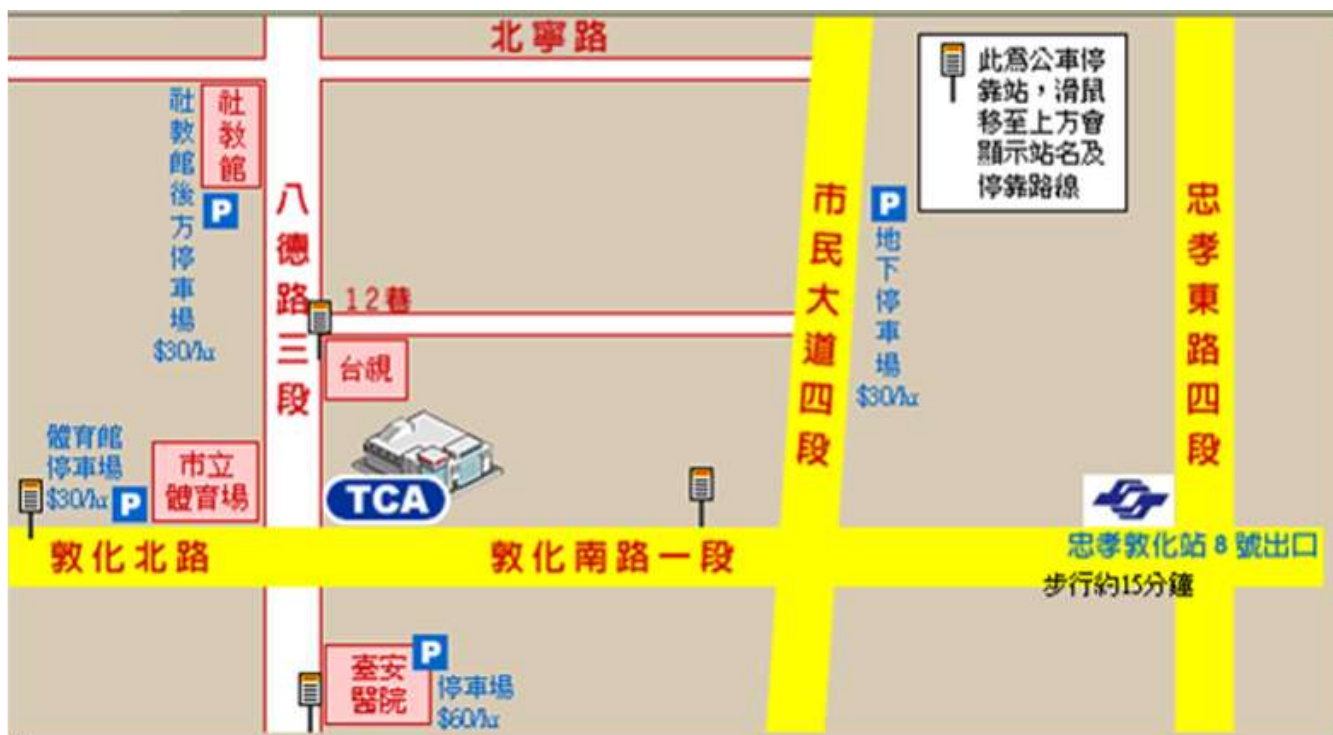 北寧路
此為公車停
靠站，滑鼠
移至上方會
顯示站名及
停靠路線
社教館
社教館後方停車場
$30/hr
P
八德路三段
市民大道四段
P
地下停車場
$30/hr
忠孝東路四段
12巷
台視
體育館
停車場
$30/hr
P
市立
體育場
TCA
敦化北路
敦化南路一段
忠孝敦化站 8 號出口
步行約15分鐘
臺安
醫院
P
停車場
$60/hr